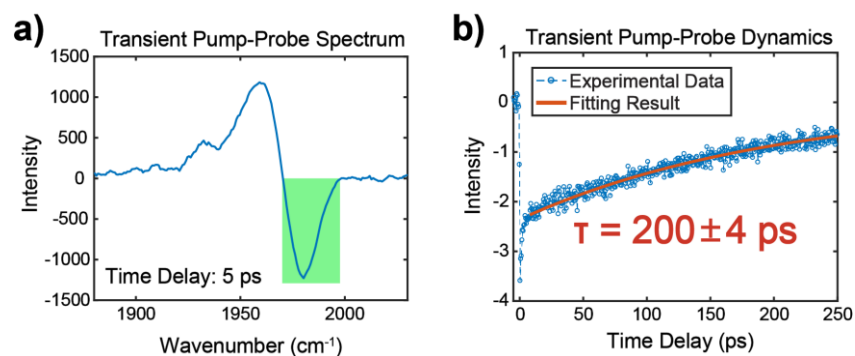 a)
Transient Pump-Probe Spectrum
1500
1000
500
0
-500
-1000
-1500
Intensity
Time Delay: 5 ps
1900
1960
2000
Wavenumber (cm⁻¹)
b)
Transient Pump-Probe Dynamics
1
0
-1
-2
-3
-4
Intensity
Experimental Data
Fitting Result
τ = 200±4 ps
0
50
100
150
200
250
Time Delay (ps)